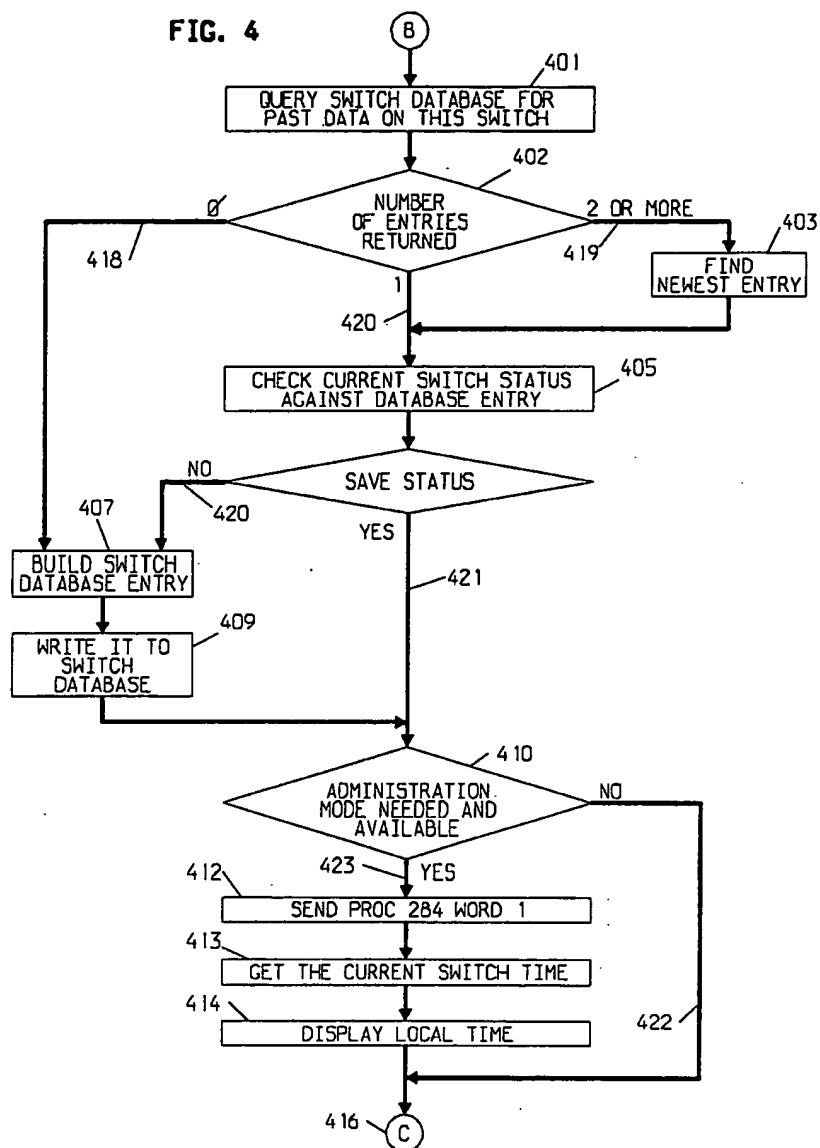 FIG. 4
B
401
QUERY SWITCH DATABASE FOR
PAST DATA ON THIS SWITCH
402
NUMBER
OF ENTRIES
RETURNED
0
418
2 OR MORE
419
403
FIND
NEWEST ENTRY
1
420
CHECK CURRENT SWITCH STATUS
AGAINST DATABASE ENTRY
405
SAVE STATUS
NO
420
YES
407
BUILD SWITCH
DATABASE ENTRY
421
409
WRITE IT TO
SWITCH
DATABASE
410
ADMINISTRATION
MODE NEEDED AND
AVAILABLE
NO
423
YES
412
SEND PROC 284 WORD 1
413
GET THE CURRENT SWITCH TIME
414
DISPLAY LOCAL TIME
422
416
C